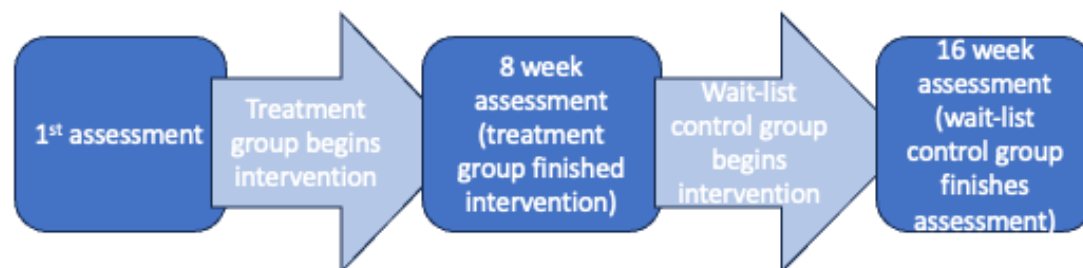 1st assessment
Treatment
group begins
intervention
8 week
assessment
(treatment
group finished
intervention)
Wait-list
control group
begins
intervention
16 week
assessment
(wait-list
control group
finishes
assessment)